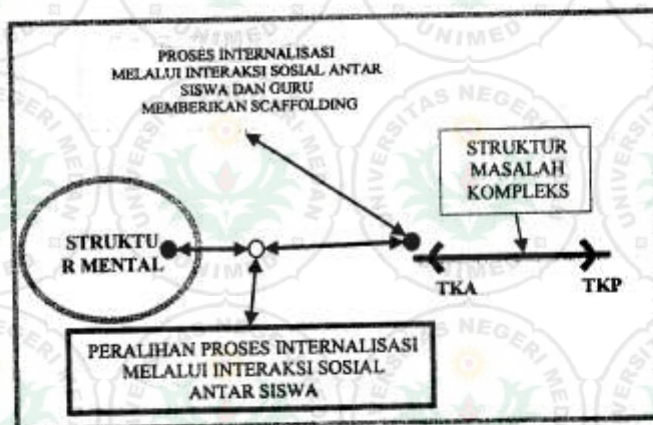 PROSES INTERNALISASI
MELALUI INTERAKSI SOSIAL ANTAR
SISWA DAN GURU
MEMBERIKAN SCAFFOLDING
STRUKTUR
MASALAH
KOMPLEKS
STRUKTU
R MENTAL
TKA
TKP
PERALIHAN PROSES INTERNALISASI
MELALUI INTERAKSI SOSIAL
ANTAR SISWA